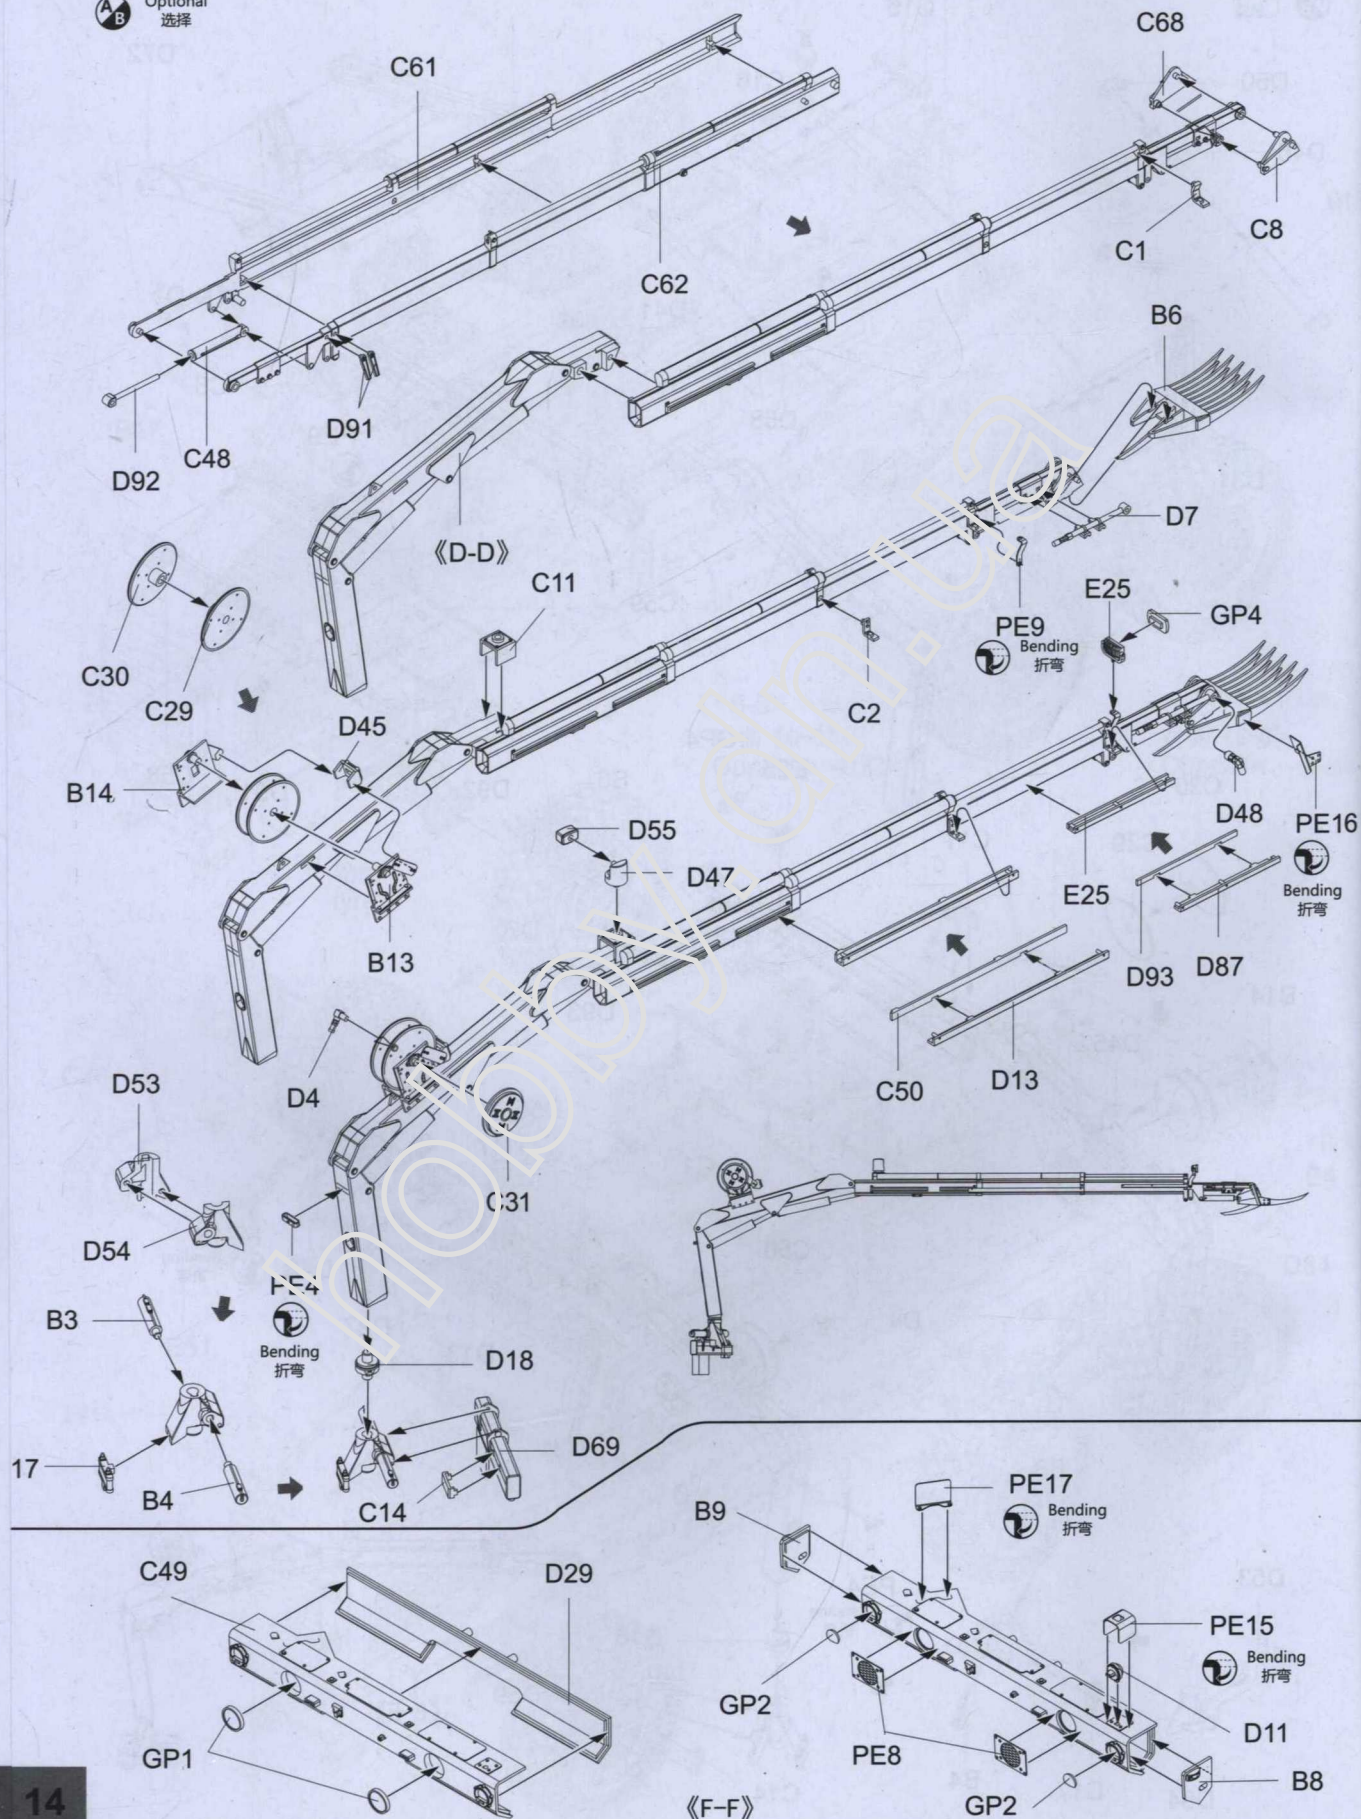 A/B
Optional
选择
C68
C61
C62
C1
C8
B6
D91
C48
D92
《D-D》
D7
C30
C29
C11
E25
GP4
PE9
Bending
折弯
C2
D45
B14
B13
D55
D47
D48
PE16
Bending
折弯
E25
D93
D87
C50
D13
D4
D53
C31
D54
PE4
Bending
折弯
B3
D18
D69
17
B4
C14
PE17
Bending
折弯
B9
C49
D29
PE15
Bending
折弯
GP2
D11
GP1
PE8
B8
GP2
《F-F》
14
hobby.dn.ua